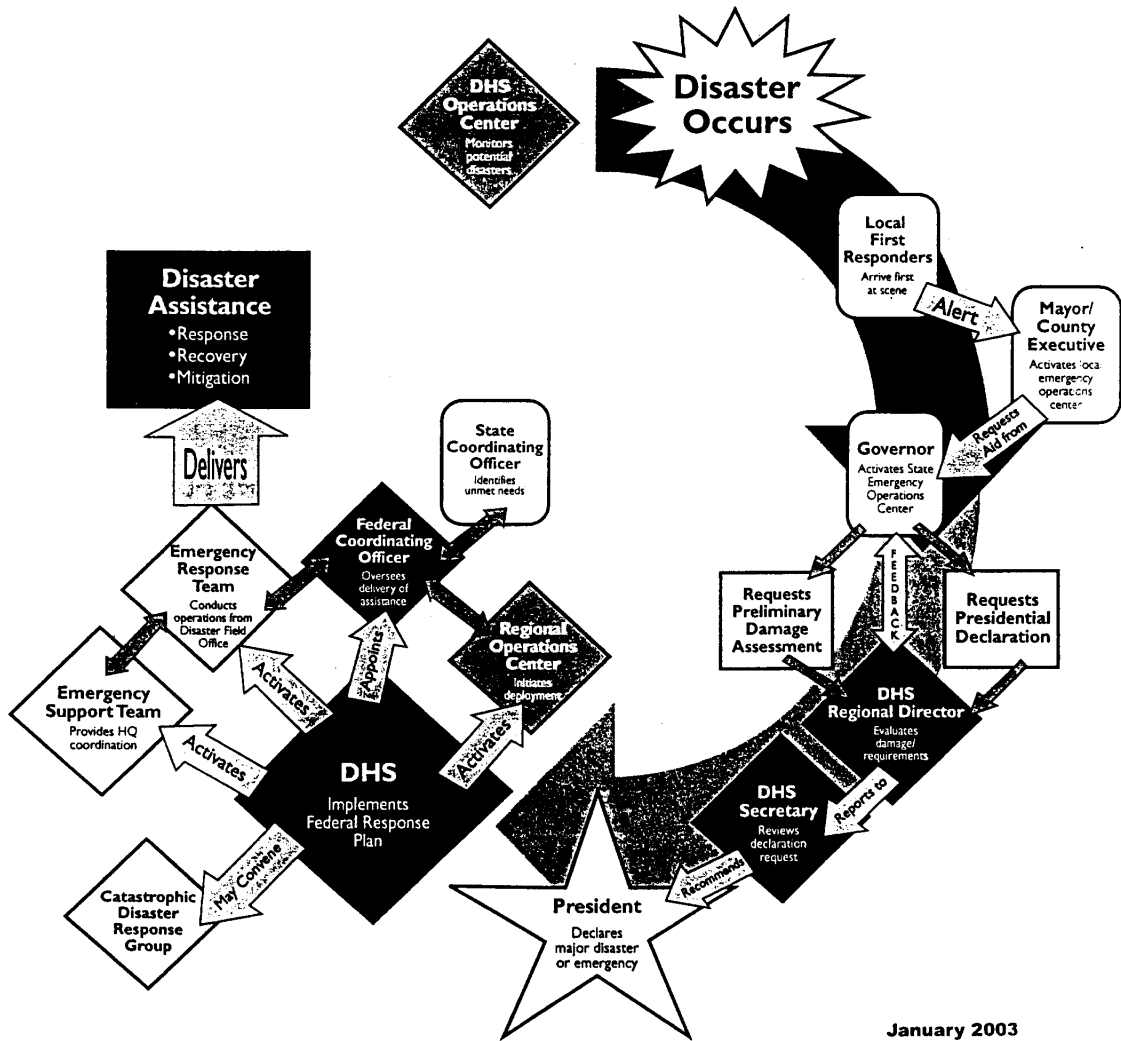 DHS
Operations
Center
Monitors
potential
disasters
Disaster
Occurs
Local
First
Responders
Arrive first
at scene
Alert
Mayor/
County
Executive
Activates local
emergency
operations
center
Requests
Aid from
Governor
Activates State
Emergency
Operations
Center
FEEDBACK
Requests
Preliminary
Damage
Assessment
Requests
Presidential
Declaration
DHS
Regional Director
Evaluates
damage/
requirements
Reports to
DHS
Secretary
Reviews
declaration
request
Recommends
President
Declares
major disaster
or emergency
DHS
Implements
Federal Response
Plan
Activates
Regional
Operations
Center
Initiates
deployment
Appoints
Federal
Coordinating
Officer
Oversees
delivery of
assistance
State
Coordinating
Officer
Identifies
unmet needs
Activates
Emergency
Response
Team
Conducts
operations from
Disaster Field
Office
Activates
Emergency
Support Team
Provides HQ
coordination
May Convene
Catastrophic
Disaster
Response
Group
Delivers
Disaster
Assistance
•Response
•Recovery
•Mitigation
January 2003